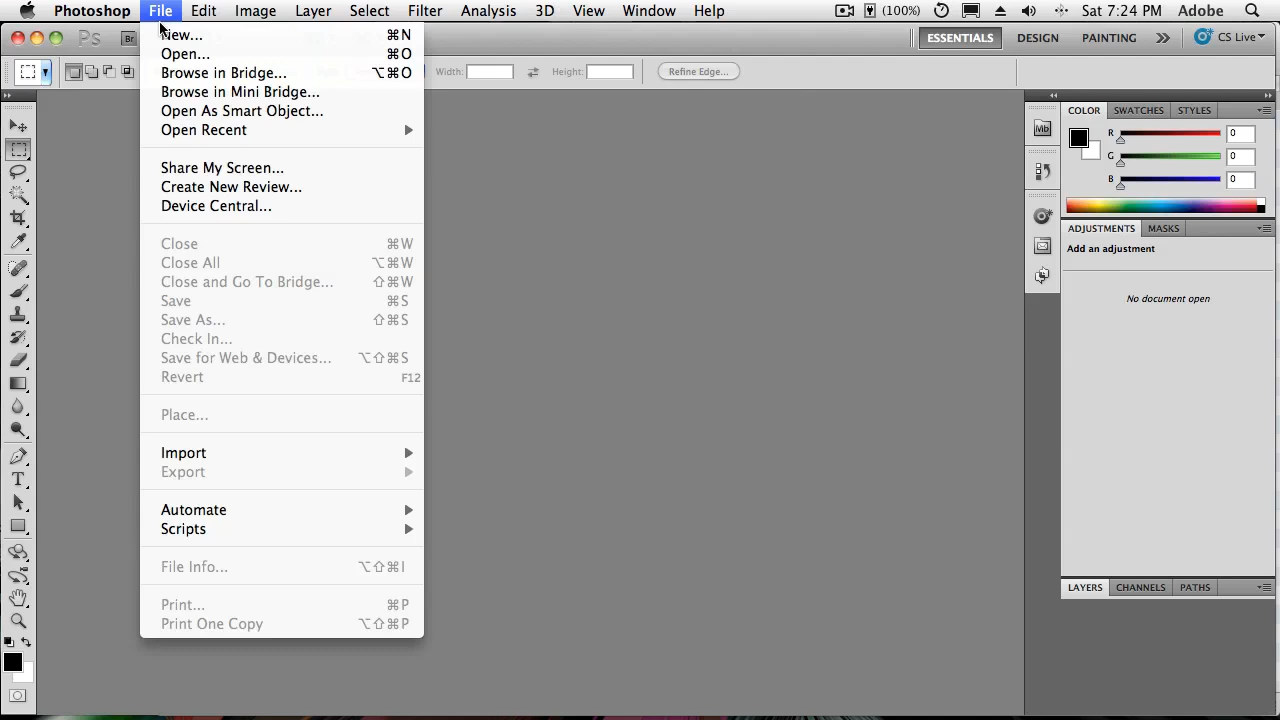 Photoshop File Edit Image Layer Select Filter Analysis 3D View Window Help (100%) Sat 7:24 PM Adobe
Ps Br ESSENTIALS DESIGN PAINTING CS Live
Width: Height: Refine Edge...
New... ⌘N
Open... ⌘O
Browse in Bridge... ⌥⌘O
Browse in Mini Bridge...
Open As Smart Object...
Open Recent
Share My Screen...
Create New Review...
Device Central...
Close ⌘W
Close All ⌥⌘W
Close and Go To Bridge... ⇧⌘W
Save ⌘S
Save As... ⇧⌘S
Check In...
Save for Web & Devices... ⌥⇧⌘S
Revert F12
Place...
Import
Export
Automate
Scripts
File Info... ⌥⇧⌘I
Print... ⌘P
Print One Copy ⌥⇧⌘P
Mb
COLOR SWATCHES STYLES
R 0
G 0
B 0
ADJUSTMENTS MASKS
Add an adjustment
No document open
LAYERS CHANNELS PATHS